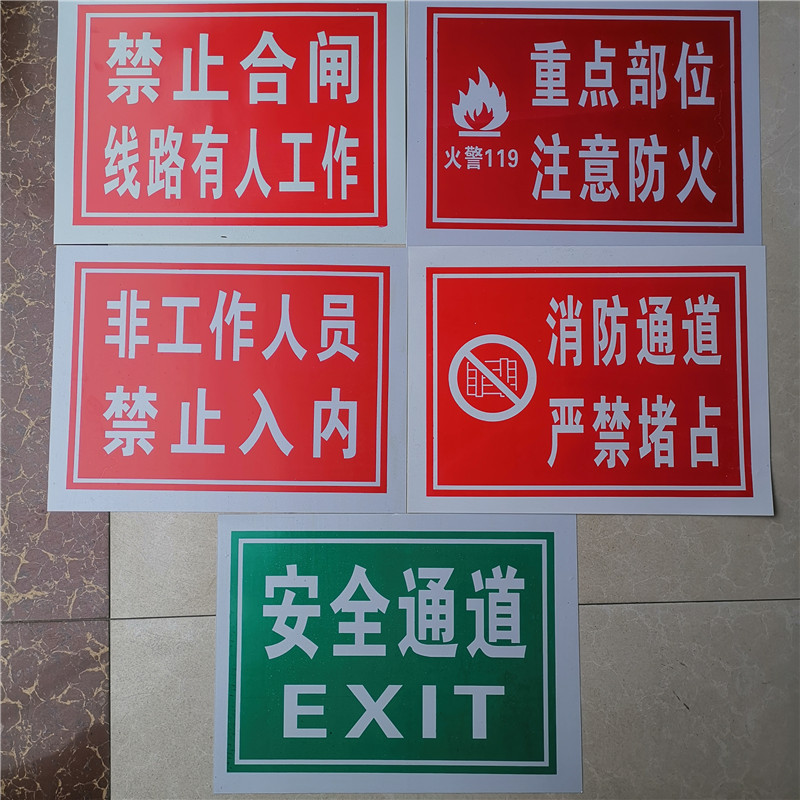 禁止合闸
线路有人工作
重点部位
注意防火
火警119
非工作人员
禁止入内
消防通道
严禁堵占
安全通道
EXIT